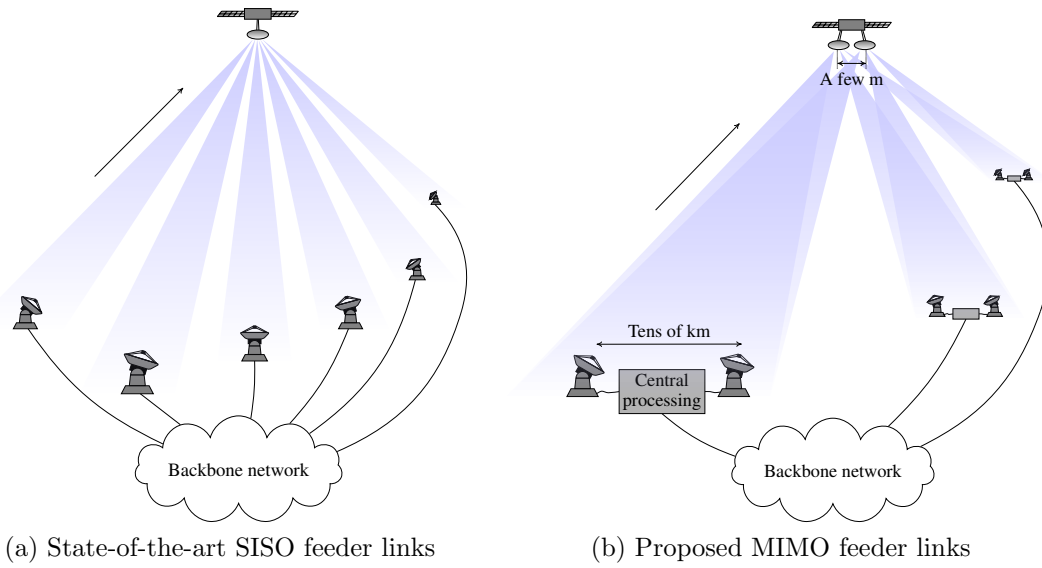 A few m
Tens of km
Central
processing
Backbone network
Backbone network
(a) State-of-the-art SISO feeder links
(b) Proposed MIMO feeder links